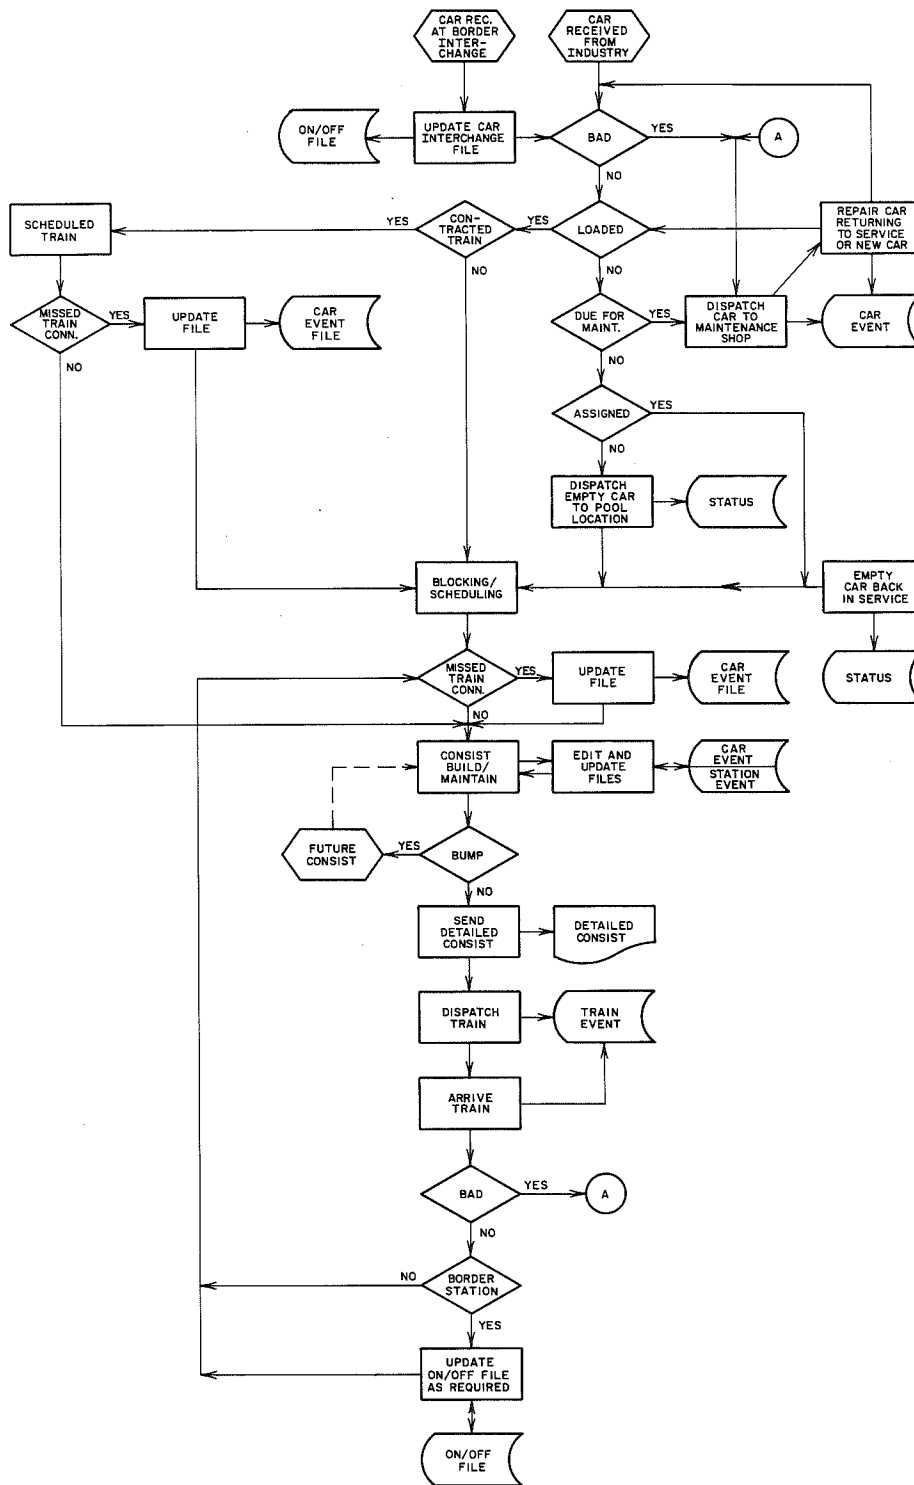 CAR REC.
AT BORDER
INTER-
CHANGE
CAR
RECEIVED
FROM
INDUSTRY
ON/OFF
FILE
UPDATE CAR
INTERCHANGE
FILE
BAD
YES
A
NO
SCHEDULED
TRAIN
YES
CON-
TRACTED
TRAIN
YES
LOADED
REPAIR CAR
RETURNING
TO SERVICE
OR NEW CAR
NO
NO
MISSED
TRAIN
CONN.
YES
UPDATE
FILE
CAR
EVENT
FILE
DUE FOR
MAINT.
YES
DISPATCH
CAR TO
MAINTENANCE
SHOP
CAR
EVENT
NO
NO
ASSIGNED
YES
NO
DISPATCH
EMPTY CAR
TO POOL
LOCATION
STATUS
BLOCKING/
SCHEDULING
EMPTY
CAR BACK
IN SERVICE
MISSED
TRAIN
CONN.
YES
UPDATE
FILE
CAR
EVENT
FILE
STATUS
NO
CONSIST
BUILD/
MAINTAIN
EDIT AND
UPDATE
FILES
CAR
EVENT
STATION
EVENT
FUTURE
CONSIST
YES
BUMP
NO
SEND
DETAILED
CONSIST
DETAILED
CONSIST
DISPATCH
TRAIN
TRAIN
EVENT
ARRIVE
TRAIN
BAD
YES
A
NO
NO
BORDER
STATION
YES
UPDATE
ON/OFF FILE
AS REQUIRED
ON/OFF
FILE